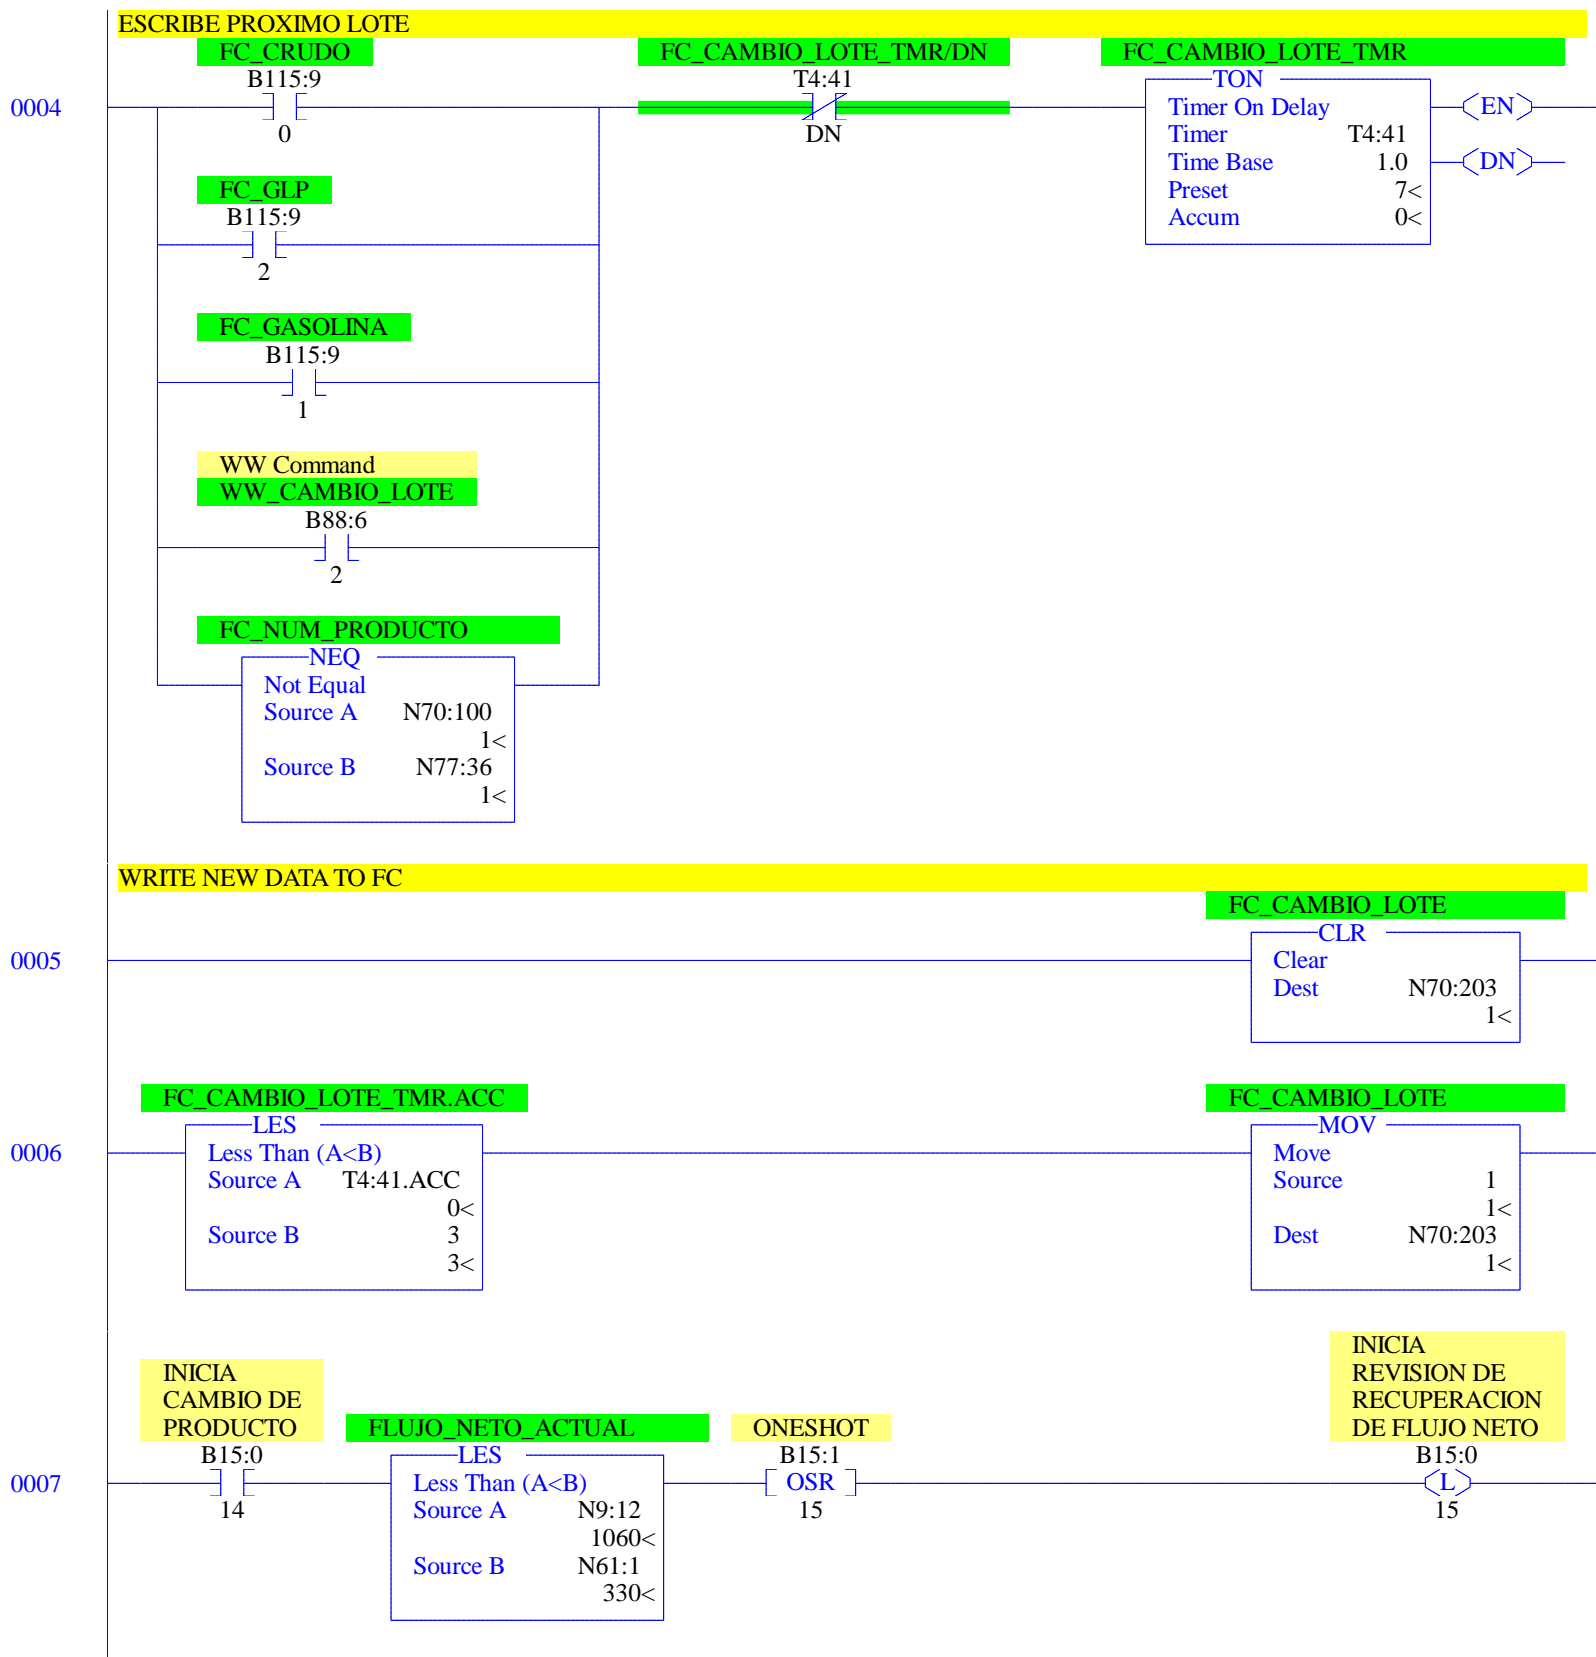 ESCRIBE PROXIMO LOTE
FC_CRUDO
B115:9
0
FC_CAMBIO_LOTE_TMR/DN
T4:41
DN
FC_CAMBIO_LOTE_TMR
TON
Timer On Delay
Timer T4:41
Time Base 1.0
Preset 7<
Accum 0<
EN
DN
0004
FC_GLP
B115:9
2
FC_GASOLINA
B115:9
1
WW Command
WW_CAMBIO_LOTE
B88:6
2
FC_NUM_PRODUCTO
NEQ
Not Equal
Source A N70:100
1<
Source B N77:36
1<
WRITE NEW DATA TO FC
0005
FC_CAMBIO_LOTE
CLR
Clear
Dest N70:203
1<
0006
FC_CAMBIO_LOTE_TMR.ACC
LES
Less Than (A<B)
Source A T4:41.ACC
0<
Source B 3
3<
FC_CAMBIO_LOTE
MOV
Move
Source 1
1<
Dest N70:203
1<
0007
INICIA
CAMBIO DE
PRODUCTO
B15:0
14
FLUJO_NETO_ACTUAL
LES
Less Than (A<B)
Source A N9:12
1060<
Source B N61:1
330<
ONESHOT
B15:1
OSR
15
INICIA
REVISION DE
RECUPERACION
DE FLUJO NETO
B15:0
L
15